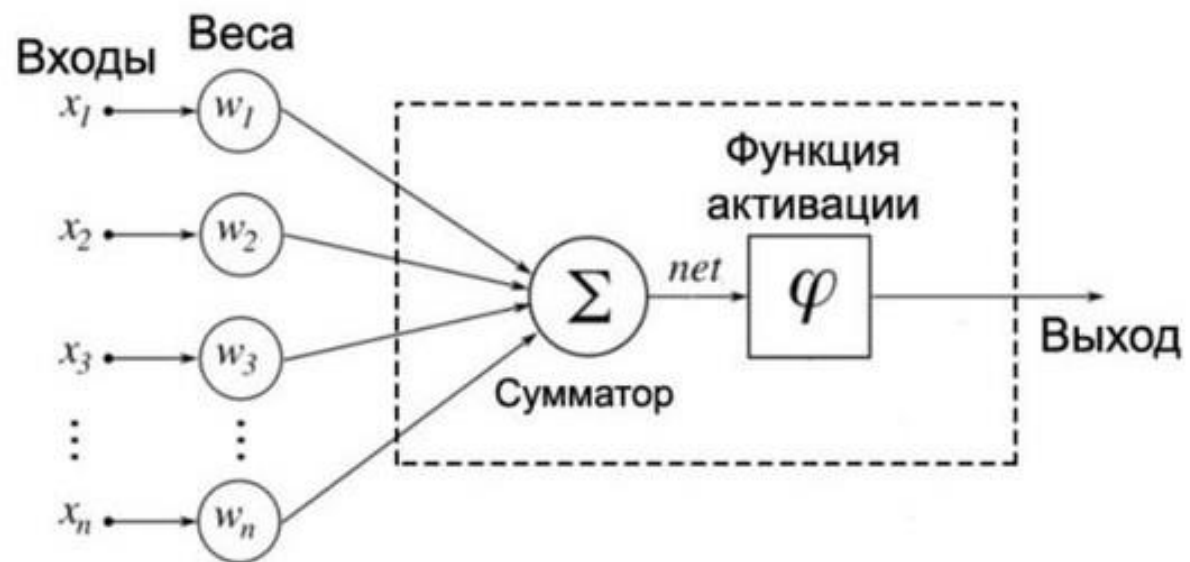 Входы
Веса
x₁
w₁
x₂
w₂
x₃
w₃
⋮
⋮
xₙ
wₙ
Σ
Сумматор
net
Функция
активации
φ
Выход